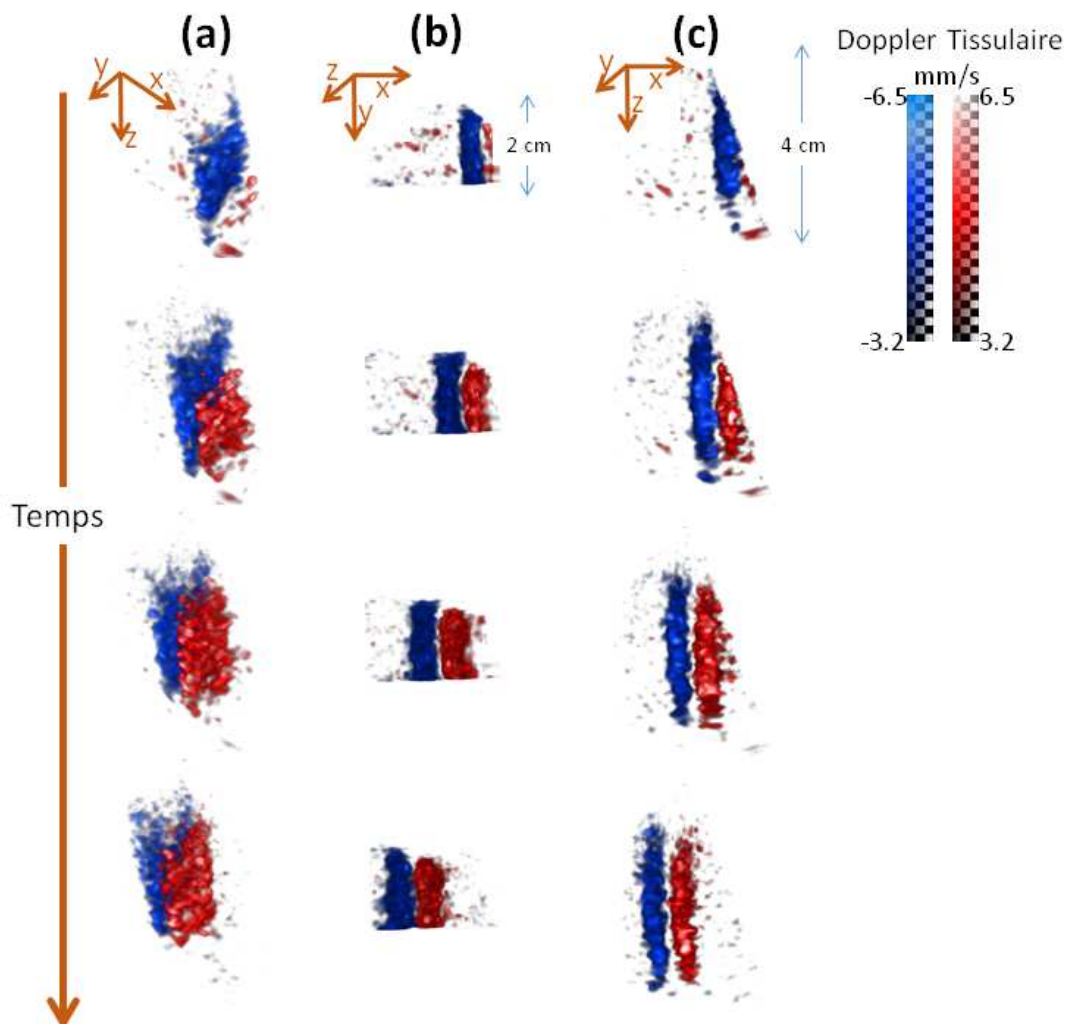 (a) (b) (c)
Doppler Tissulaire
mm/s
-6.5 6.5
-3.2 3.2
y x z
z x y
y x z
2 cm
4 cm
Temps